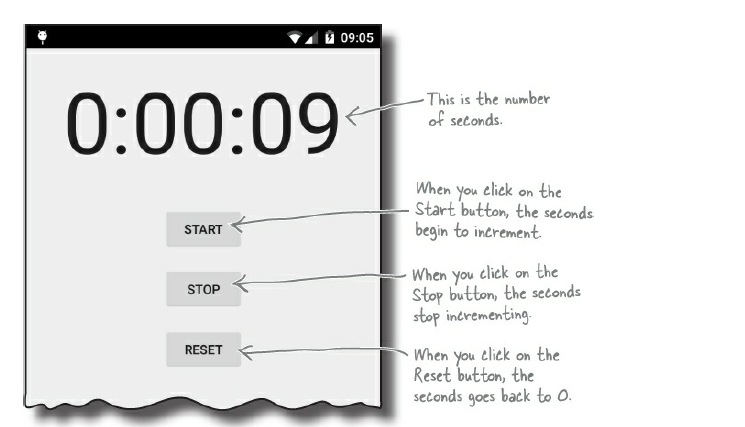 09:05
0:00:09
This is the number
of seconds.
When you click on the
Start button, the seconds
begin to increment.
START
When you click on the
Stop button, the seconds
stop incrementing.
STOP
When you click on the
Reset button, the
seconds goes back to 0.
RESET